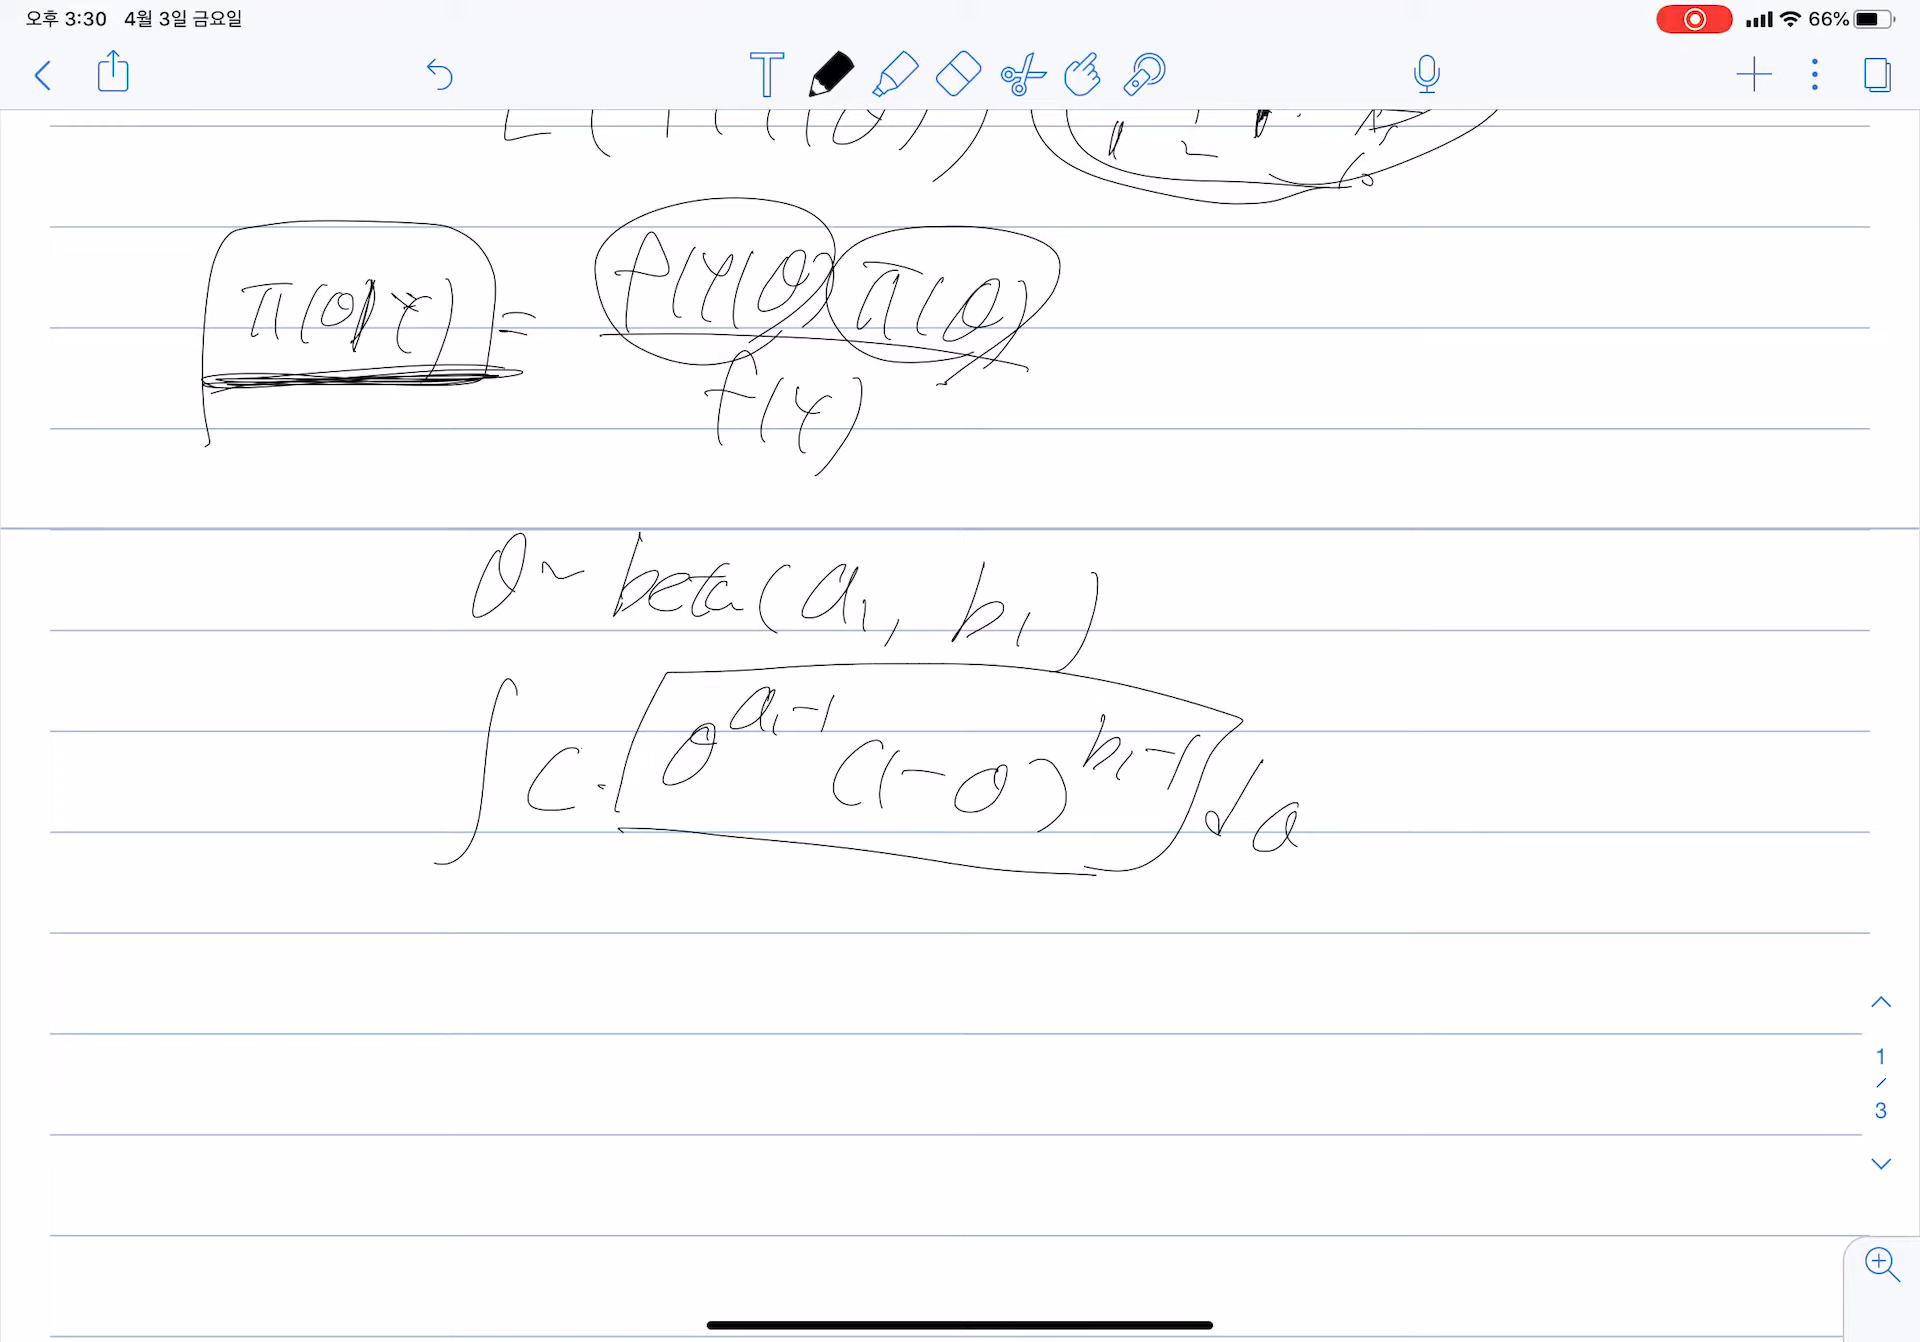 오후 3:30 4월 3일 금요일
66%
T
π(θ|Y) = f(Y|θ) π(θ)
f(Y)
θ ~ beta(a₁, b₁)
∫ C · θ^{a₁-1} (1-θ)^{b₁-1} dθ
1
/
3